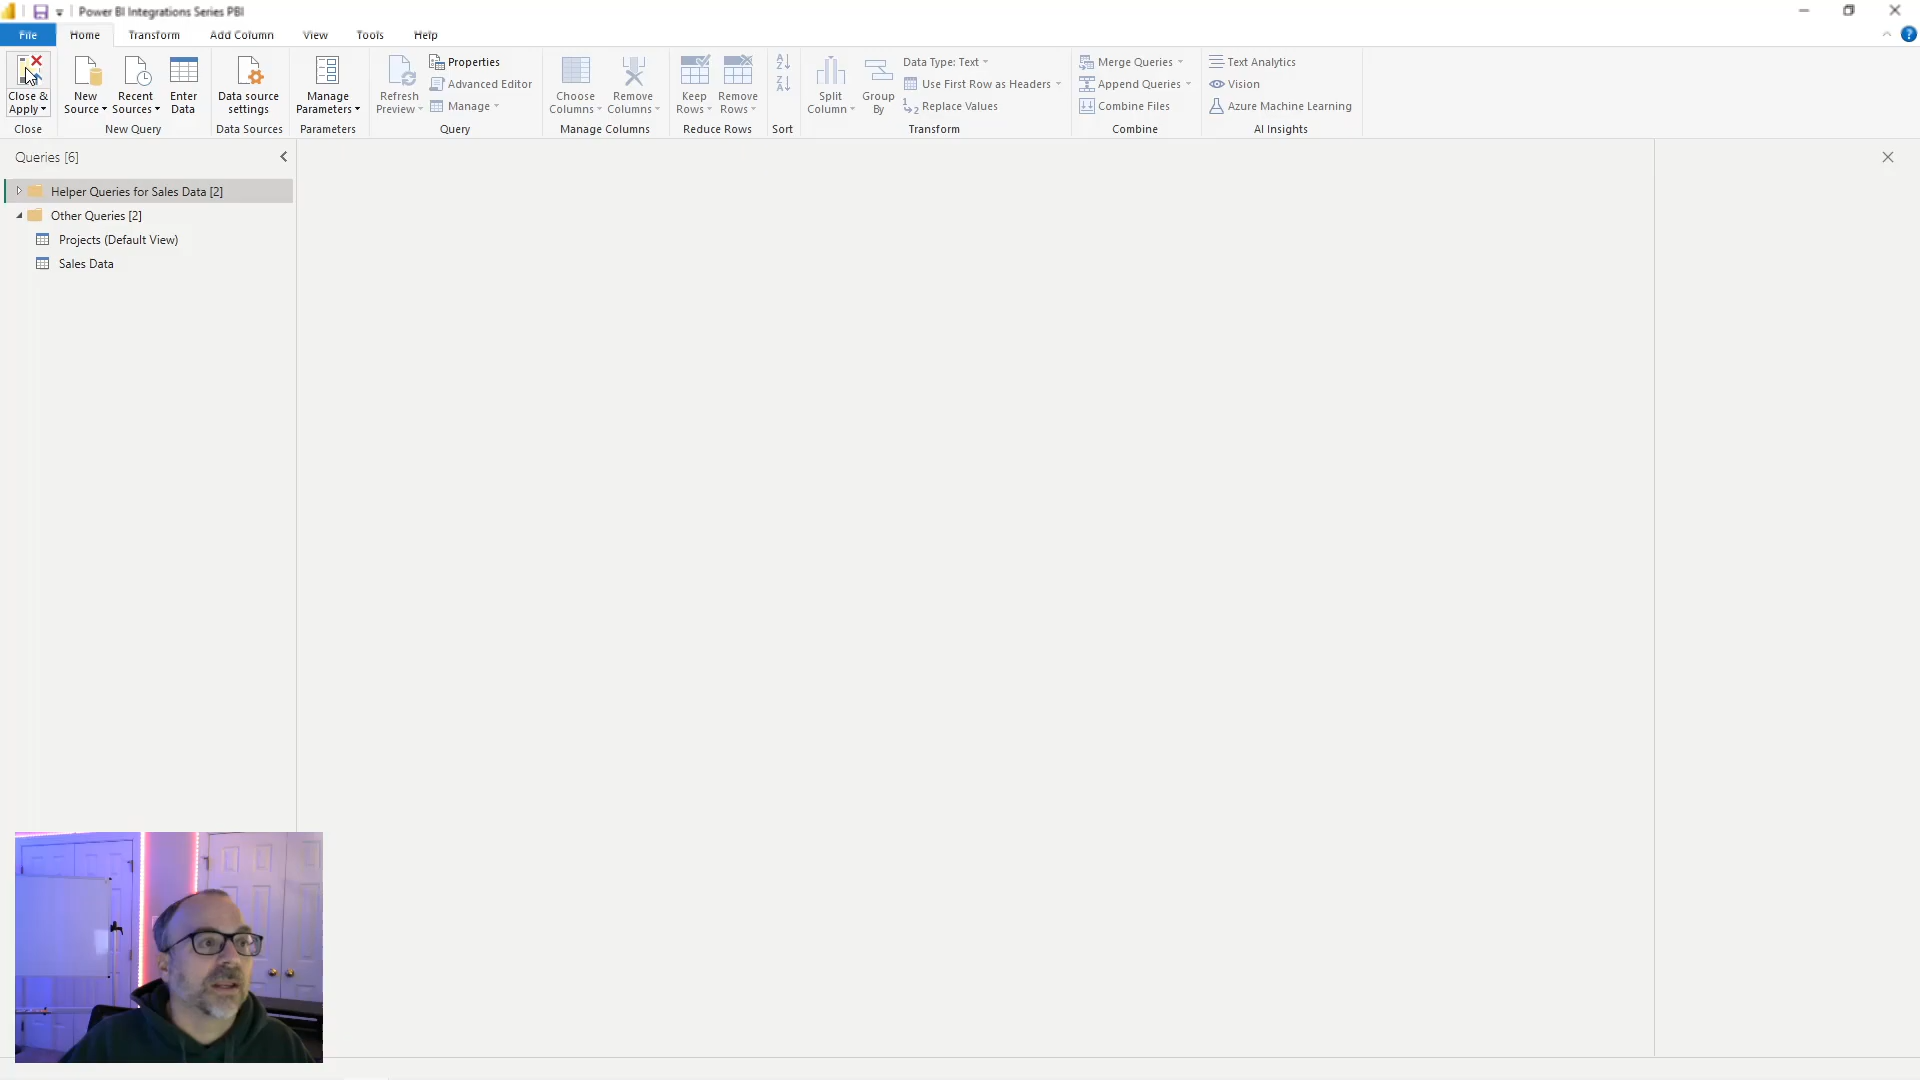 Power BI Integrations Series PBI
File
Home
Transform
Add Column
View
Tools
Help
?
Close &
Apply
New
Source
Recent
Sources
Enter
Data
Data source
settings
Manage
Parameters
Refresh
Preview
Properties
Advanced Editor
Manage
Choose
Columns
Remove
Columns
Keep
Rows
Remove
Rows
Split
Column
Group
By
Data Type: Text
Use First Row as Headers
Replace Values
Merge Queries
Append Queries
Combine Files
Text Analytics
Vision
Azure Machine Learning
Close
New Query
Data Sources
Parameters
Query
Manage Columns
Reduce Rows
Sort
Transform
Combine
AI Insights
Queries [6]
Helper Queries for Sales Data [2]
Other Queries [2]
Projects (Default View)
Sales Data